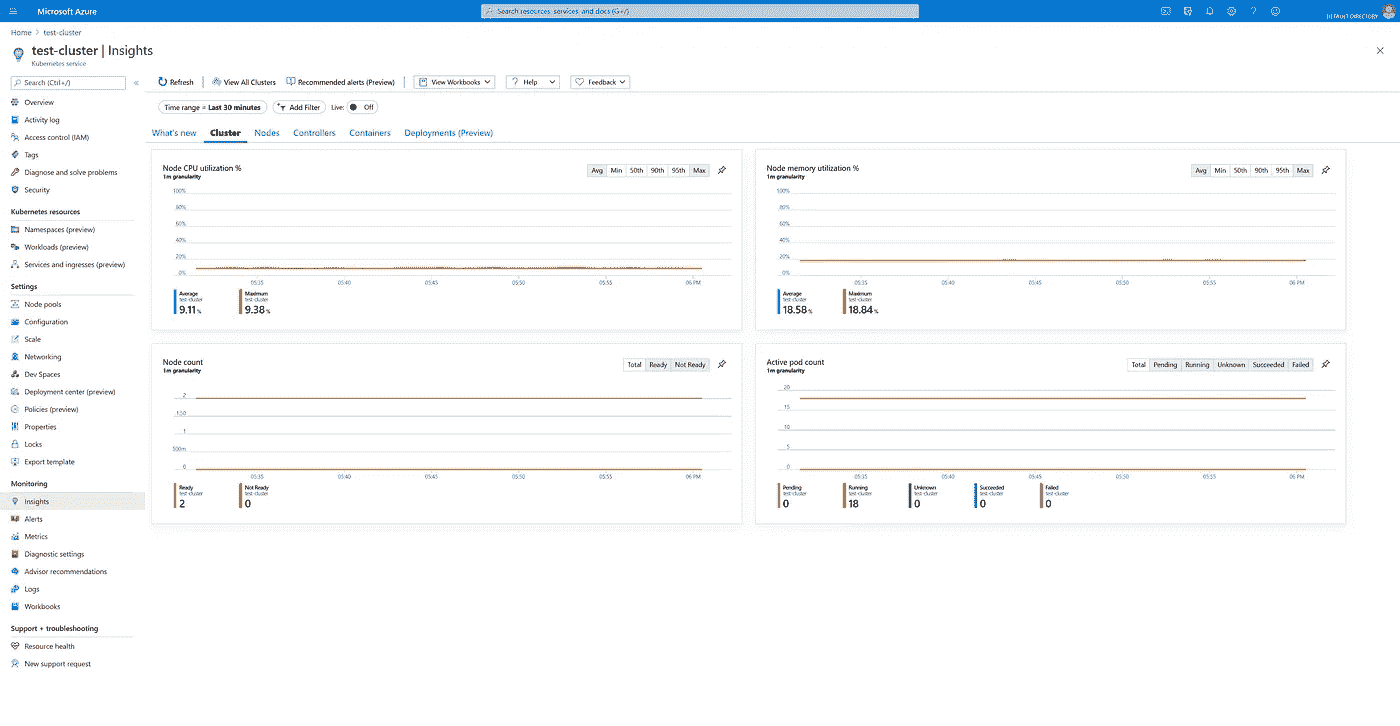 Microsoft Azure
Search resources, services, and docs (G+/)
Home > test-cluster
test-cluster | Insights
Kubernetes service
Search (Ctrl+/)
Overview
Activity log
Access control (IAM)
Tags
Diagnose and solve problems
Security
Kubernetes resources
Namespaces (preview)
Workloads (preview)
Services and ingresses (preview)
Settings
Node pools
Configuration
Scale
Networking
Dev Spaces
Deployment center (preview)
Policies (preview)
Properties
Locks
Export template
Monitoring
Insights
Alerts
Metrics
Diagnostic settings
Advisor recommendations
Logs
Workbooks
Support + troubleshooting
Resource health
New support request
Refresh View All Clusters Recommended alerts (Preview) View Workbooks Help Feedback
Time range = Last 30 minutes Add Filter Live: Off
What's new Cluster Nodes Controllers Containers Deployments (Preview)
Node CPU utilization %
1m granularity
Avg Min 50th 90th 95th Max
100%
80%
60%
40%
20%
0%
05:35 05:40 05:45 05:50 05:55 06 PM
Average Maximum
test-cluster test-cluster
9.11 % 9.38 %
Node memory utilization %
1m granularity
Avg Min 50th 90th 95th Max
100%
80%
60%
40%
20%
0%
05:35 05:40 05:45 05:50 05:55 06 PM
Average Maximum
test-cluster test-cluster
18.58 % 18.84 %
Node count
1m granularity
Total Ready Not Ready
2
1.50
1
500m
0
05:35 05:40 05:45 05:50 05:55 06 PM
Ready Not Ready
test-cluster test-cluster
2 0
Active pod count
1m granularity
Total Pending Running Unknown Succeeded Failed
20
15
10
5
0
05:35 05:40 05:45 05:50 05:55 06 PM
Pending Running Unknown Succeeded Failed
test-cluster test-cluster test-cluster test-cluster test-cluster
0 18 0 0 0